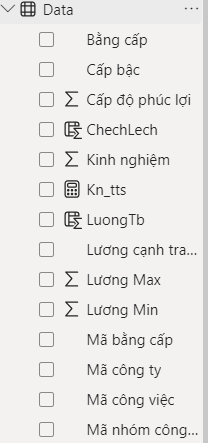 Data
Bằng cấp
Cấp bậc
Cấp độ phúc lợi
ChechLech
Kinh nghiệm
Kn_tts
LuongTb
Lương cạnh tra...
Lương Max
Lương Min
Mã bằng cấp
Mã công ty
Mã công việc
Mã nhóm công...